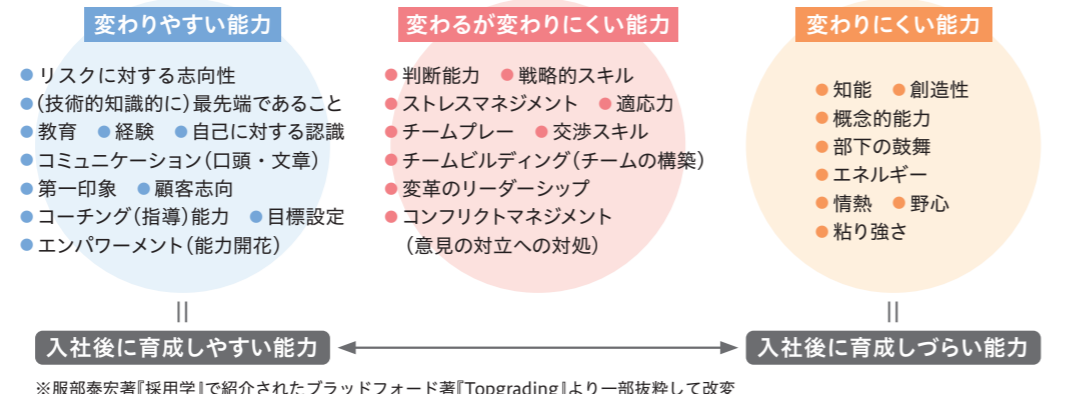 変わりやすい能力
●リスクに対する志向性
●(技術的知識的に)最先端であること
●教育 ●経験 ●自己に対する認識
●コミュニケーション(口頭・文章)
●第一印象 ●顧客志向
●コーチング(指導)能力 ●目標設定
●エンパワーメント(能力開花)
入社後に育成しやすい能力
変わるが変わりにくい能力
●判断能力 ●戦略的スキル
●ストレスマネジメント ●適応力
●チームプレー ●交渉スキル
●チームビルディング(チームの構築)
●変革のリーダーシップ
●コンフリクトマネジメント
(意見の対立への対処)
変わりにくい能力
●知能 ●創造性
●概念的能力
●部下の鼓舞
●エネルギー
●情熱 ●野心
●粘り強さ
入社後に育成しづらい能力
※服部泰宏著『採用学』で紹介されたブラッドフォード著『Topgrading』より一部抜粋して改変